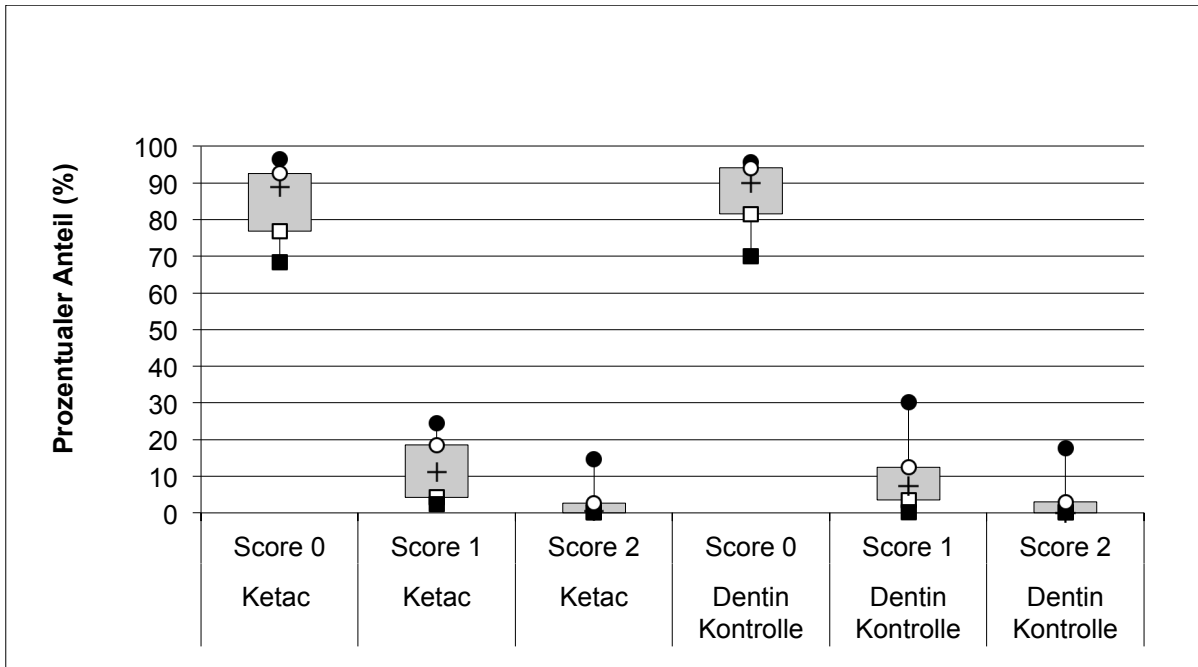 Prozentualer Anteil (%)
100
90
80
70
60
50
40
30
20
10
0
Score 0 Score 1 Score 2 Score 0 Score 1 Score 2
Ketac Ketac Ketac Dentin Dentin Dentin
Kontrolle Kontrolle Kontrolle